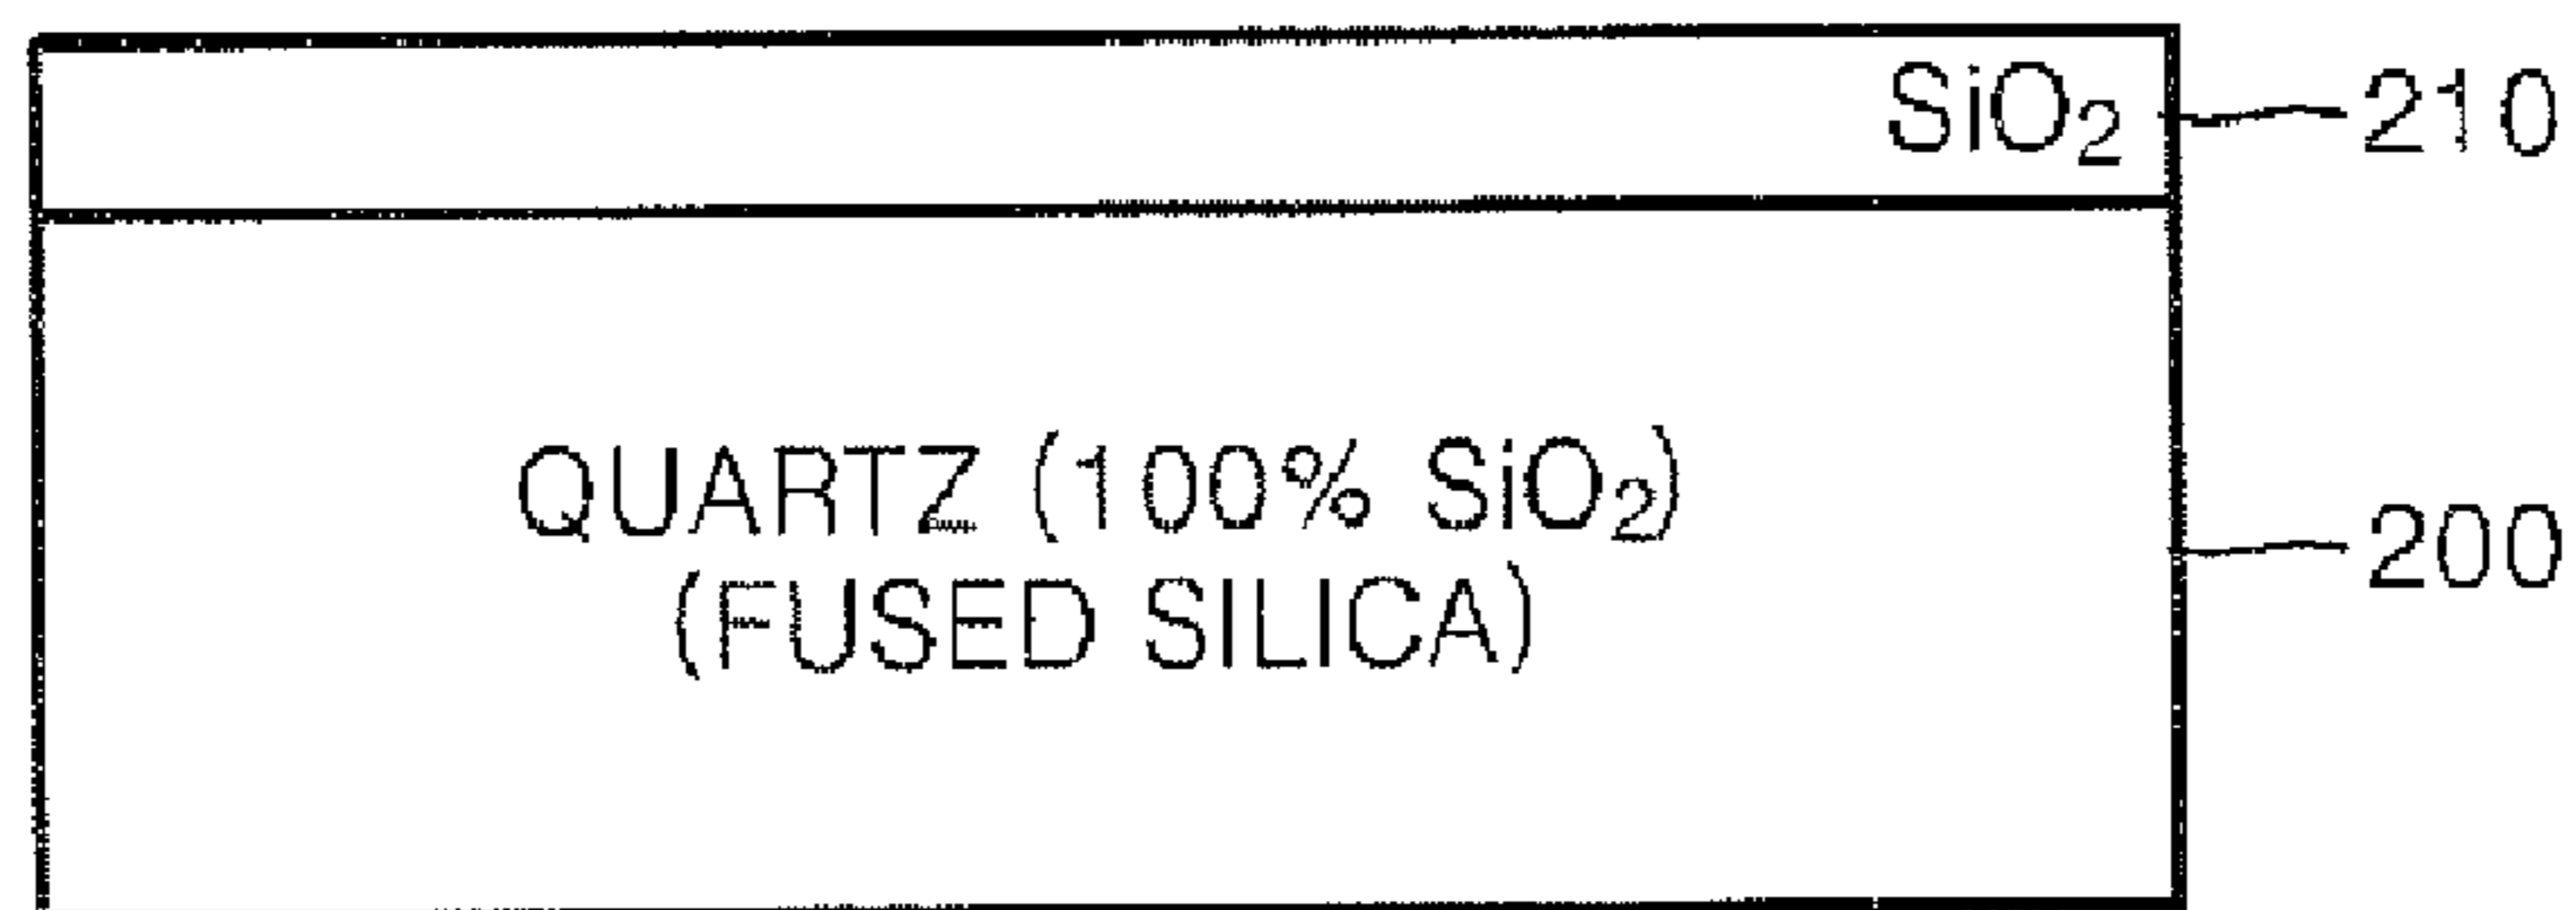 SiO₂ 210
QUARTZ (100% SiO₂)
(FUSED SILICA)
200